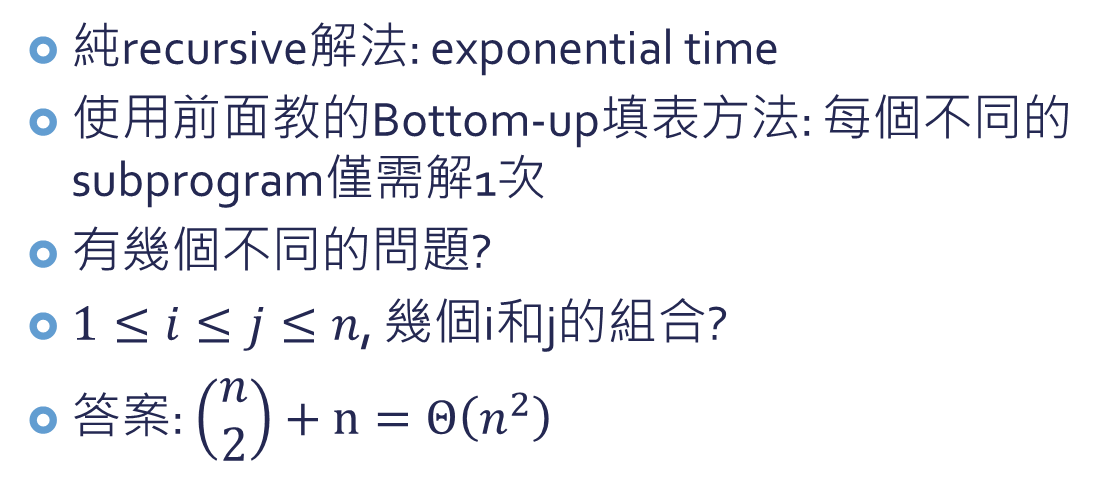 純recursive解法: exponential time
使用前面教的Bottom-up填表方法: 每個不同的
subprogram僅需解1次
有幾個不同的問題?
1 ≤ i ≤ j ≤ n, 幾個i和j的組合?
答案: (n 2) + n = Θ(n²)